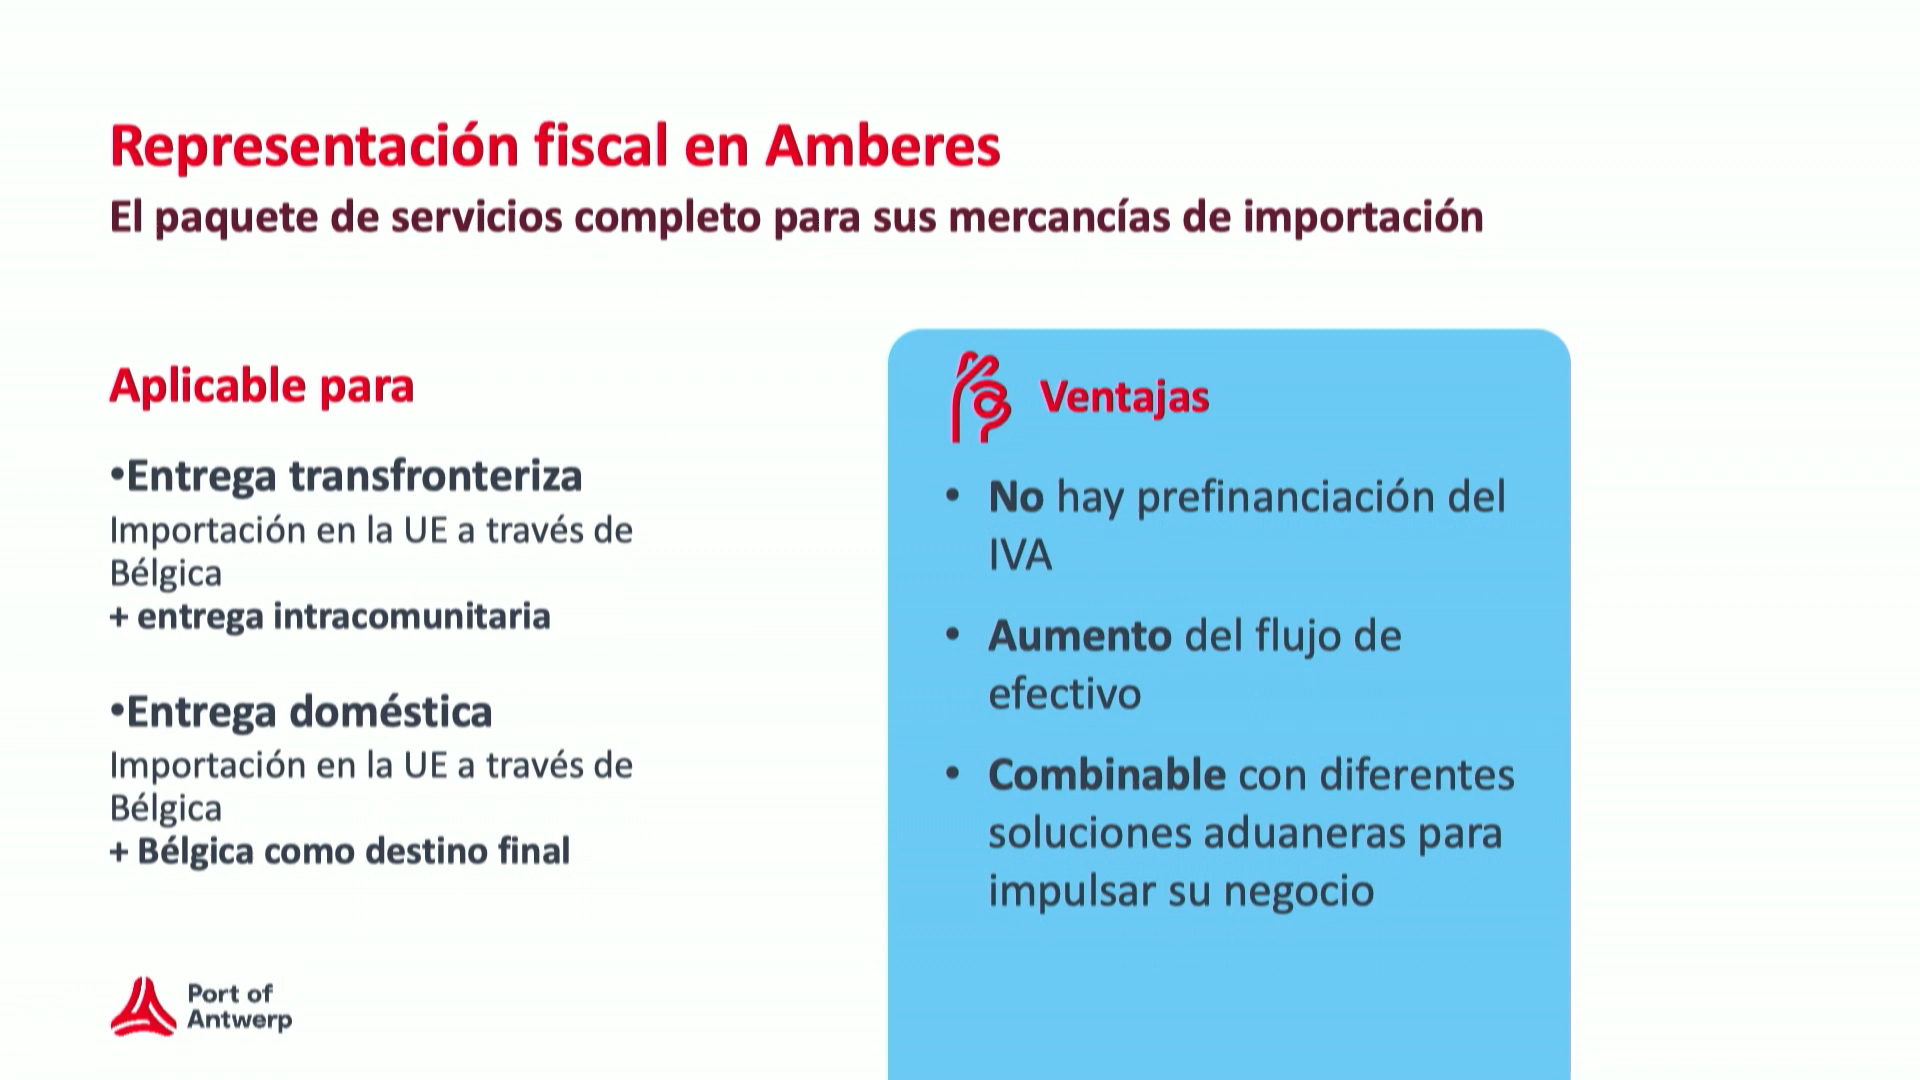 Representación fiscal en Amberes
El paquete de servicios completo para sus mercancías de importación
Aplicable para
•Entrega transfronteriza
Importación en la UE a través de
Bélgica
+ entrega intracomunitaria
•Entrega doméstica
Importación en la UE a través de
Bélgica
+ Bélgica como destino final
Ventajas
• No hay prefinanciación del
IVA
• Aumento del flujo de
efectivo
• Combinable con diferentes
soluciones aduaneras para
impulsar su negocio
Port of
Antwerp